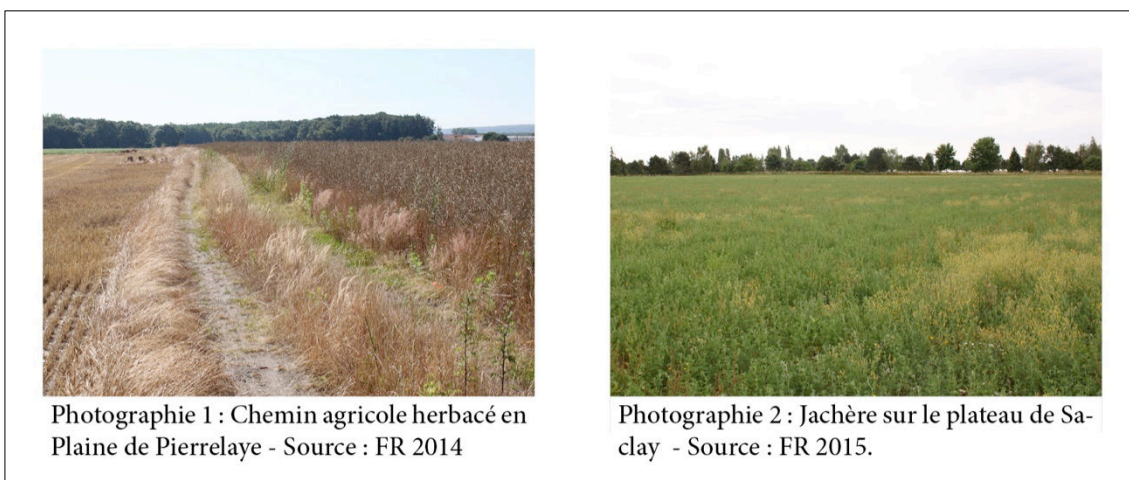 Photographie 1 : Chemin agricole herbacé en
Plaine de Pierrelaye - Source : FR 2014
Photographie 2 : Jachère sur le plateau de Sa-
clay - Source : FR 2015.